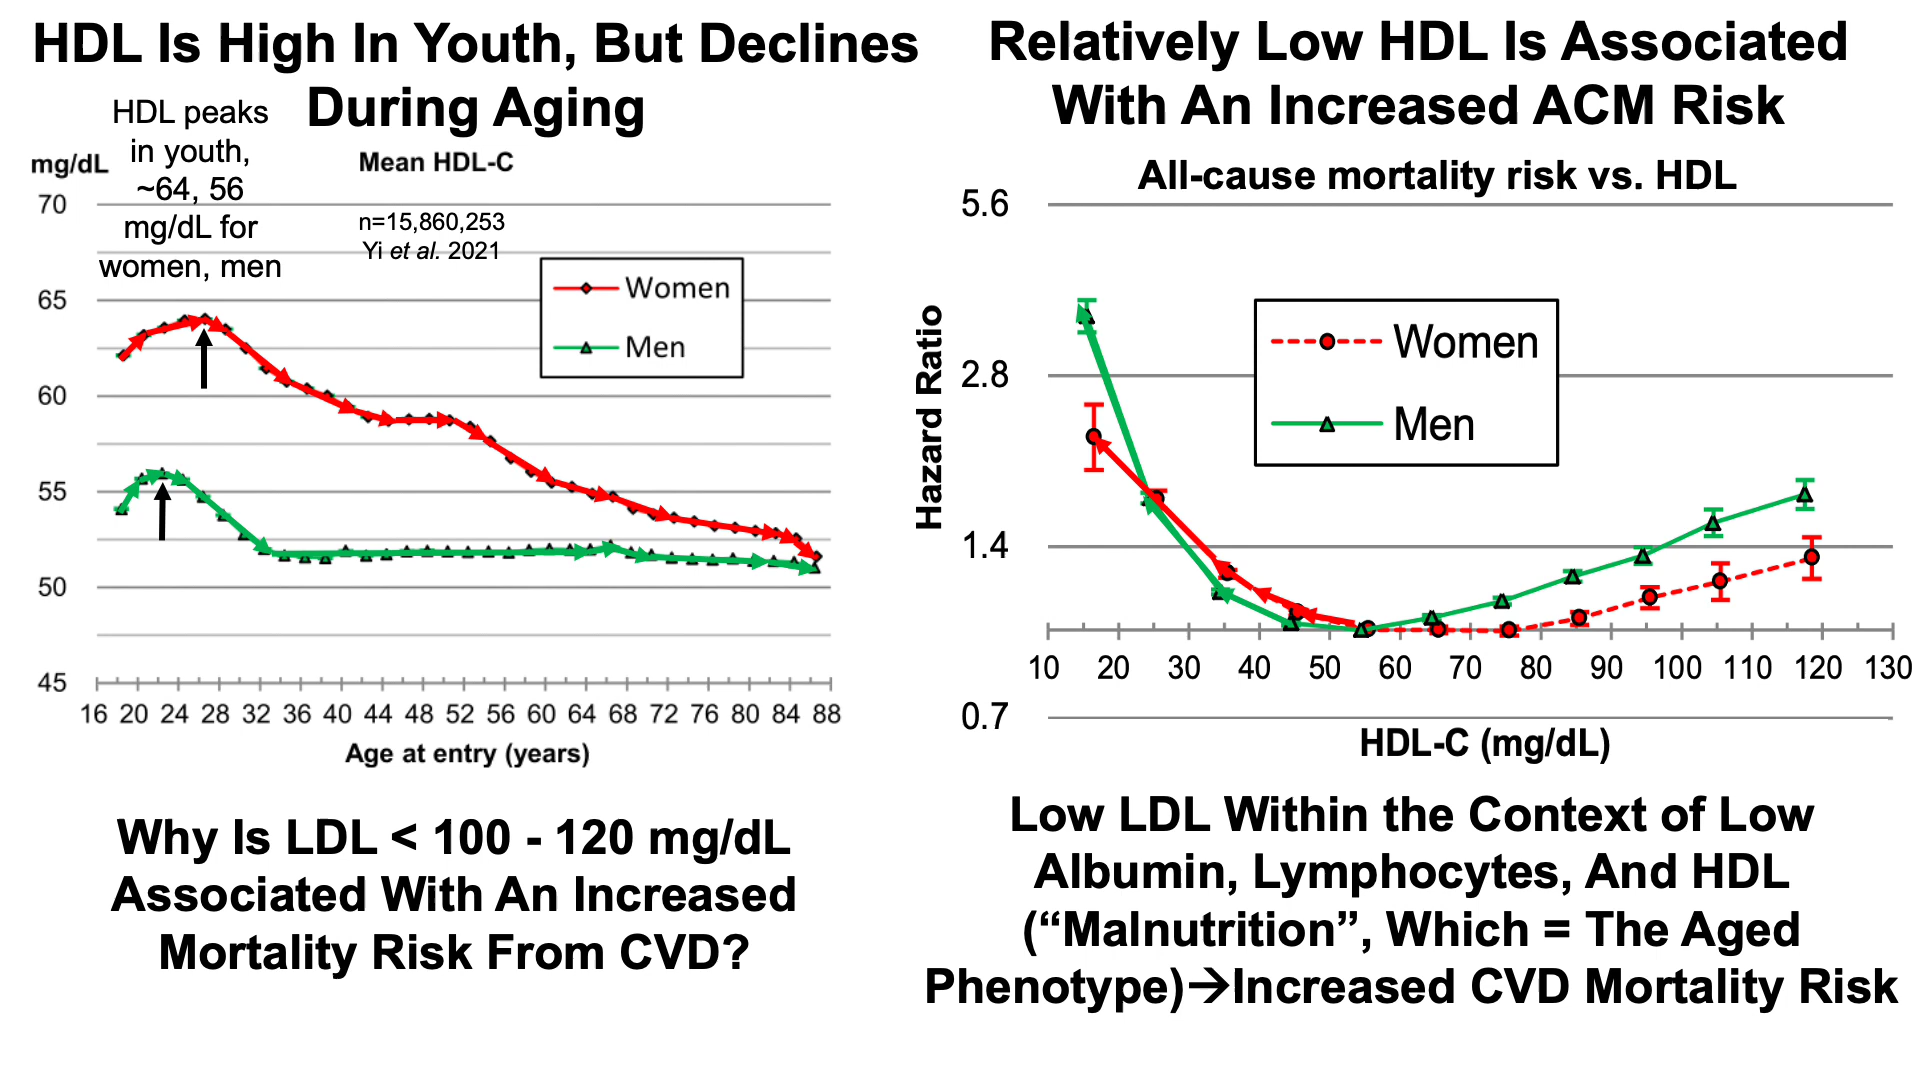 HDL Is High In Youth, But Declines
During Aging
HDL peaks
in youth,
~64, 56
mg/dL for
women, men
mg/dL
Mean HDL-C
n=15,860,253
Yi et al. 2021
Women
Men
70
65
60
55
50
45
16 20 24 28 32 36 40 44 48 52 56 60 64 68 72 76 80 84 88
Age at entry (years)
Why Is LDL < 100 - 120 mg/dL
Associated With An Increased
Mortality Risk From CVD?
Relatively Low HDL Is Associated
With An Increased ACM Risk
All-cause mortality risk vs. HDL
Hazard Ratio
5.6
2.8
1.4
0.7
Women
Men
10 20 30 40 50 60 70 80 90 100 110 120 130
HDL-C (mg/dL)
Low LDL Within the Context of Low
Albumin, Lymphocytes, And HDL
(“Malnutrition”, Which = The Aged
Phenotype)→Increased CVD Mortality Risk